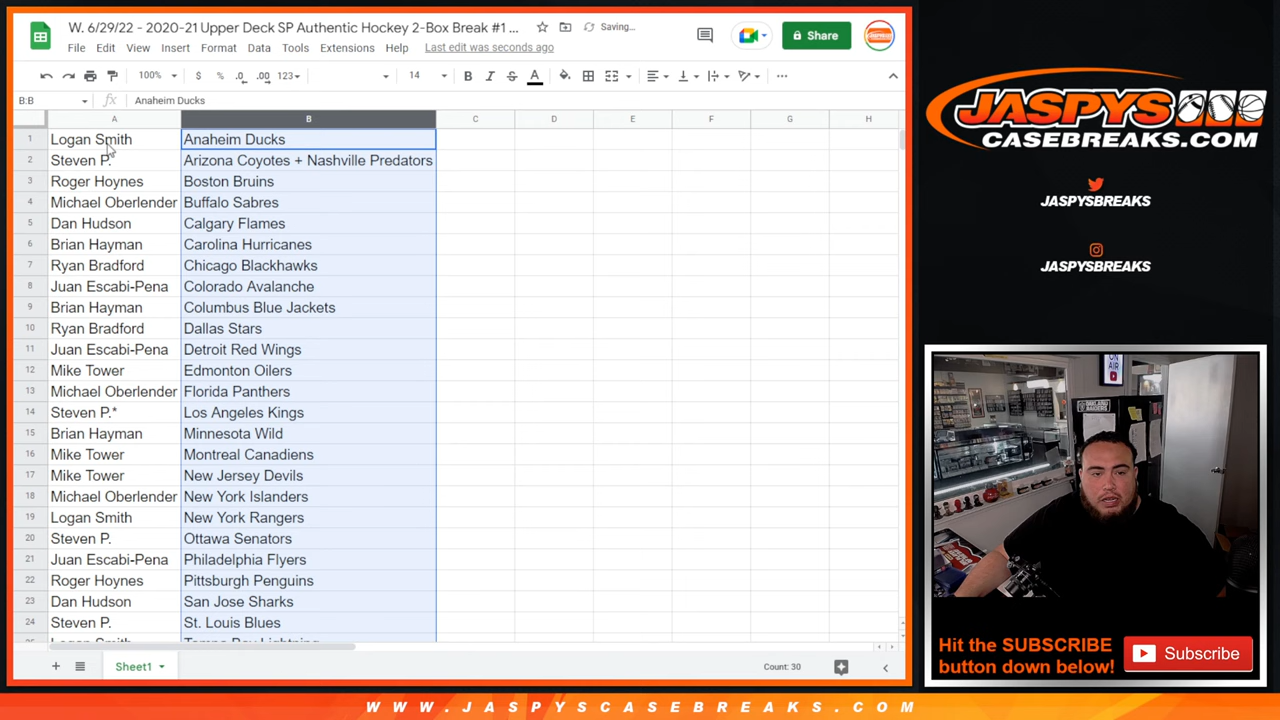 W. 6/29/22 - 2020-21 Upper Deck SP Authentic Hockey 2-Box Break #1 ...
Saving...
File Edit View Insert Format Data Tools Extensions Help Last edit was seconds ago
Share
100% $ % .0 .00 123 14 B I S A
B:B fx Anaheim Ducks
A B C D E F G H
1 Logan Smith Anaheim Ducks
2 Steven P. Arizona Coyotes + Nashville Predators
3 Roger Hoynes Boston Bruins
4 Michael Oberlender Buffalo Sabres
5 Dan Hudson Calgary Flames
6 Brian Hayman Carolina Hurricanes
7 Ryan Bradford Chicago Blackhawks
8 Juan Escabi-Pena Colorado Avalanche
9 Brian Hayman Columbus Blue Jackets
10 Ryan Bradford Dallas Stars
11 Juan Escabi-Pena Detroit Red Wings
12 Mike Tower Edmonton Oilers
13 Michael Oberlender Florida Panthers
14 Steven P.* Los Angeles Kings
15 Brian Hayman Minnesota Wild
16 Mike Tower Montreal Canadiens
17 Mike Tower New Jersey Devils
18 Michael Oberlender New York Islanders
19 Logan Smith New York Rangers
20 Steven P. Ottawa Senators
21 Juan Escabi-Pena Philadelphia Flyers
22 Roger Hoynes Pittsburgh Penguins
23 Dan Hudson San Jose Sharks
24 Steven P. St. Louis Blues
Logan Smith Tampa Bay Lightning
Sheet1
Count: 30
JASPYS
CASEBREAKS.COM
JASPYSBREAKS
JASPYSBREAKS
ON AIR
Hit the SUBSCRIBE
button down below!
Subscribe
WWW.JASPYSCASEBREAKS.COM